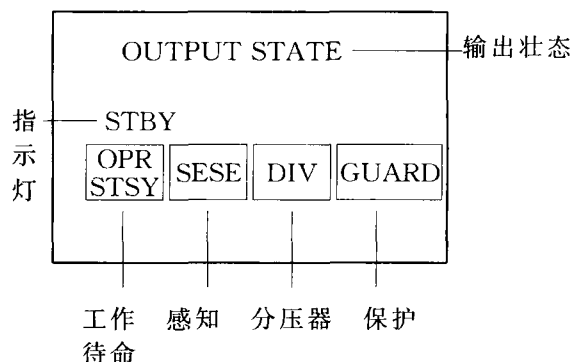 OUTPUT STATE
输出状态
指示灯
STBY
OPR
STSY
SESE
DIV
GUARD
工作
待命
感知
分压器
保护